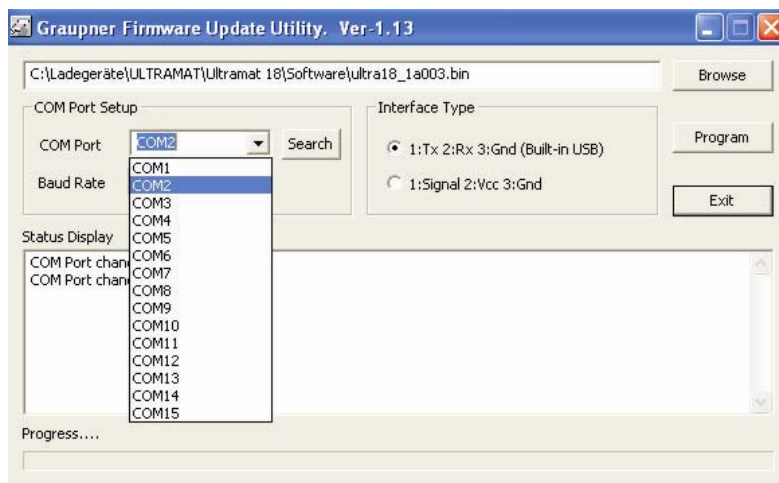 Graupner Firmware Update Utility. Ver-1.13
C:\Ladegeräte\ULTRAMAT\Ultramat 18\Software\ultra18_1a003.bin
Browse
COM Port Setup
COM Port
COM2
Search
Baud Rate
COM1
COM2
COM3
COM4
COM5
COM6
COM7
COM8
COM9
COM10
COM11
COM12
COM13
COM14
COM15
Interface Type
1:Tx 2:Rx 3:Gnd (Built-in USB)
1:Signal 2:Vcc 3:Gnd
Program
Exit
Status Display
COM Port
COM Port
Progress....